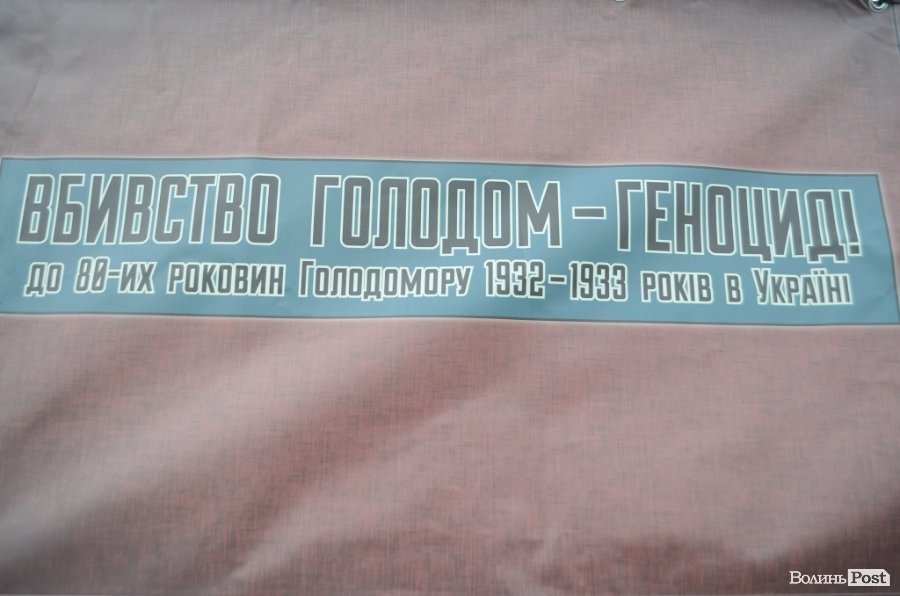 ВБИВСТВО ГОЛОДОМ – ГЕНОЦИД!
до 80-их роковин Голодомору 1932–1933 років в Україні
Волинь Post